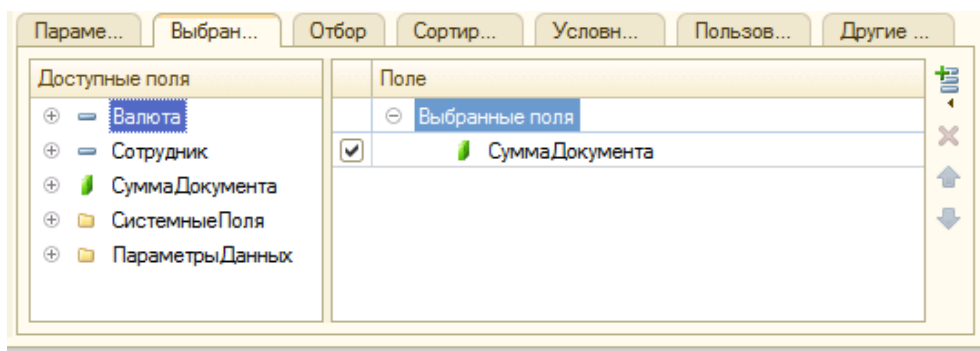 Параме... Выбран... Отбор Сортир... Условн... Пользов... Другие ...
Доступные поля
Валюта
Сотрудник
СуммаДокумента
СистемныеПоля
ПараметрыДанных
Поле
Выбранные поля
СуммаДокумента